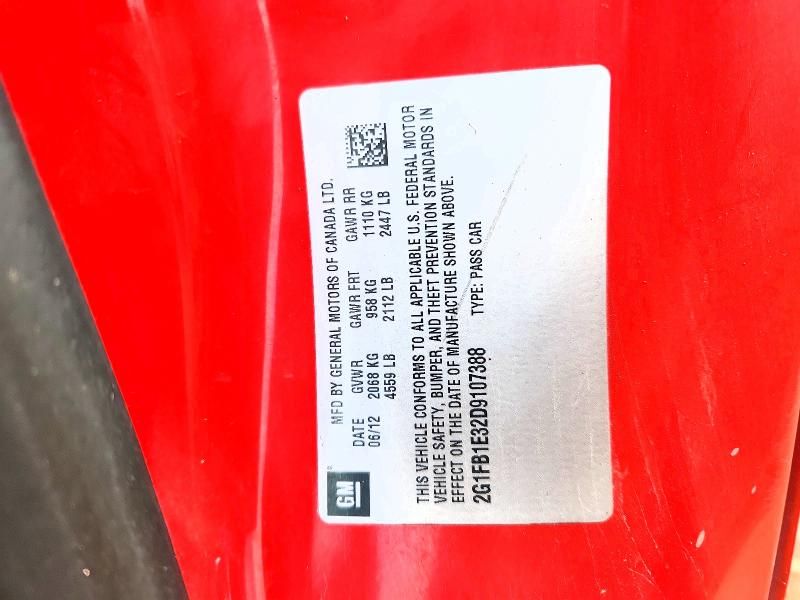 GM
MFD BY GENERAL MOTORS OF CANADA LTD.
DATE GVWR GAWR FRT GAWR RR
06/12 2068 KG 958 KG 1110 KG
4559 LB 2112 LB 2447 LB
THIS VEHICLE CONFORMS TO ALL APPLICABLE U.S. FEDERAL MOTOR
VEHICLE SAFETY, BUMPER, AND THEFT PREVENTION STANDARDS IN
EFFECT ON THE DATE OF MANUFACTURE SHOWN ABOVE.
2G1FB1E32D9107388 TYPE: PASS CAR